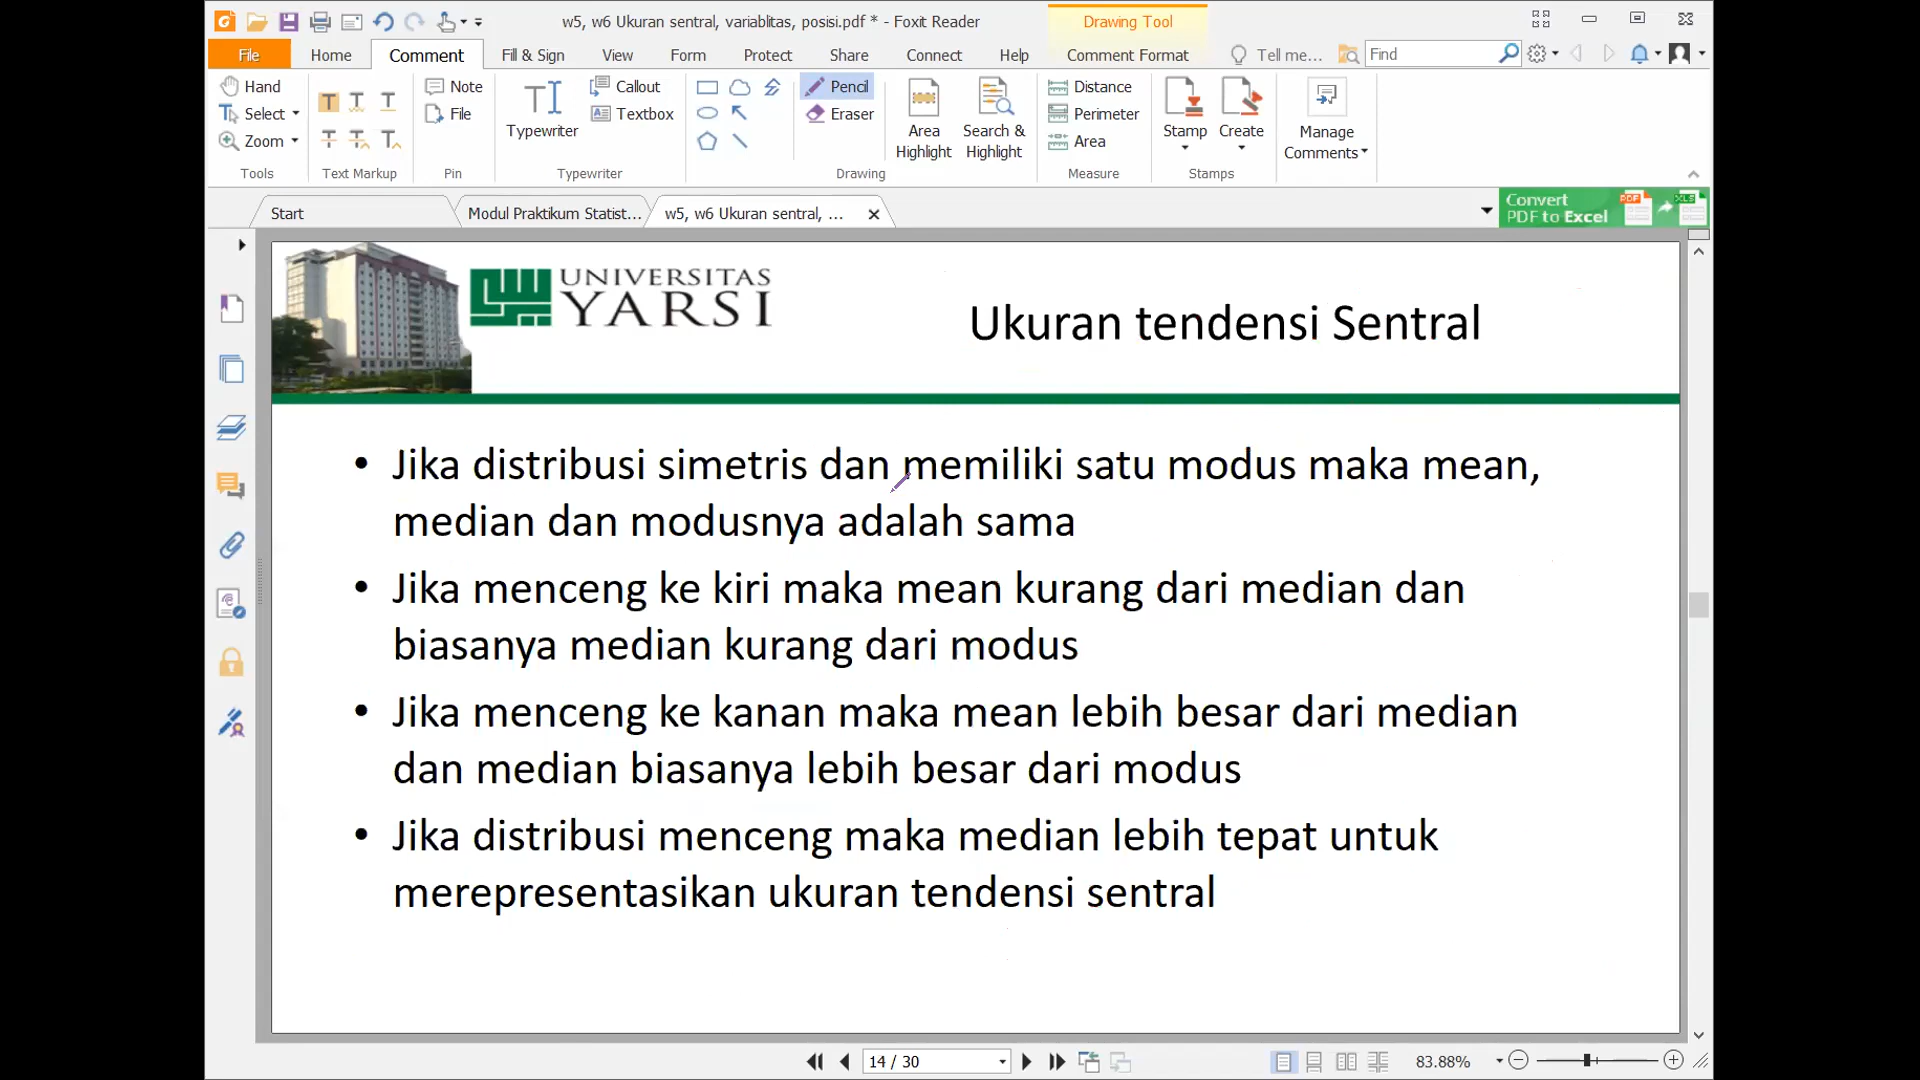 w5, w6 Ukuran sentral, variablitas, posisi.pdf * - Foxit Reader
Drawing Tool
File Home Comment Fill & Sign View Form Protect Share Connect Help Comment Format Tell me... Find
Hand
Select
Zoom
Tools
Text Markup
Note
File
Pin
Typewriter
Callout
Textbox
Typewriter
Pencil
Eraser
Area
Highlight
Search &
Highlight
Drawing
Distance
Perimeter
Area
Measure
Stamp
Create
Stamps
Manage
Comments
Start
Modul Praktikum Statist...
w5, w6 Ukuran sentral, ...
Convert
PDF to Excel
PDF
XLS
UNIVERSITAS
YARSI
Ukuran tendensi Sentral
• Jika distribusi simetris dan memiliki satu modus maka mean,
median dan modusnya adalah sama
• Jika menceng ke kiri maka mean kurang dari median dan
biasanya median kurang dari modus
• Jika menceng ke kanan maka mean lebih besar dari median
dan median biasanya lebih besar dari modus
• Jika distribusi menceng maka median lebih tepat untuk
merepresentasikan ukuran tendensi sentral
14 / 30
83.88%